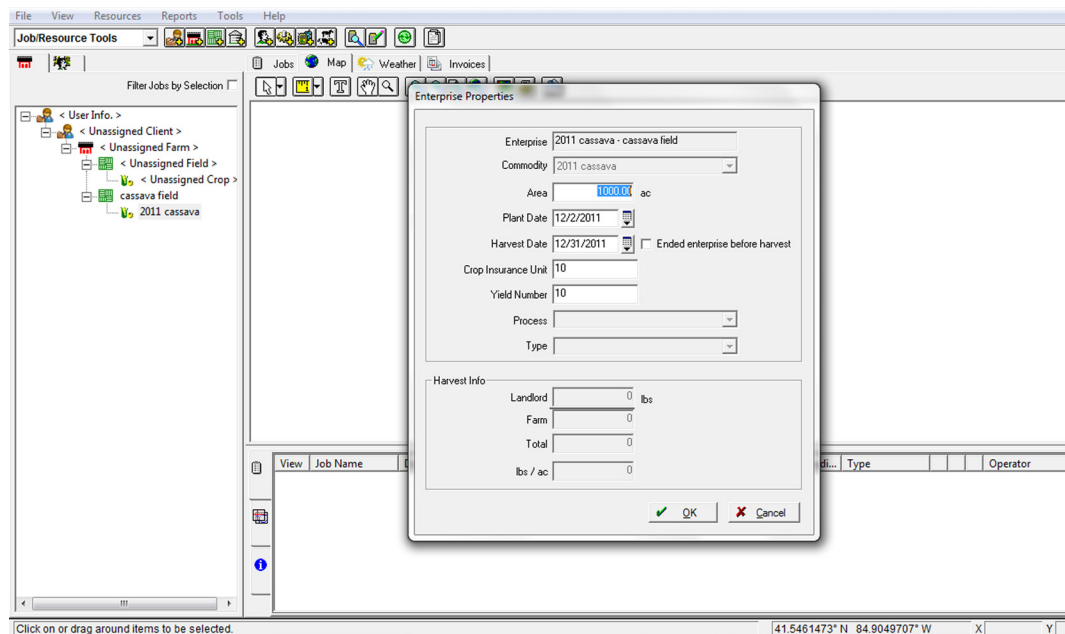 File View Resources Reports Tools Help
Job/Resource Tools
Jobs Map Weather Invoices
Filter Jobs by Selection
< User Info. >
< Unassigned Client >
< Unassigned Farm >
< Unassigned Field >
< Unassigned Crop >
cassava field
2011 cassava
Enterprise Properties
Enterprise 2011 cassava - cassava field
Commodity 2011 cassava
Area 1000.00 ac
Plant Date 12/2/2011
Harvest Date 12/31/2011 Ended enterprise before harvest
Crop Insurance Unit 10
Yield Number 10
Process
Type
Harvest Info
Landlord 0 lbs
Farm 0
Total 0
lbs / ac 0
OK Cancel
View Job Name D di... Type Operator
Click on or drag around items to be selected. 41.5461473° N 84.9049707° W X Y